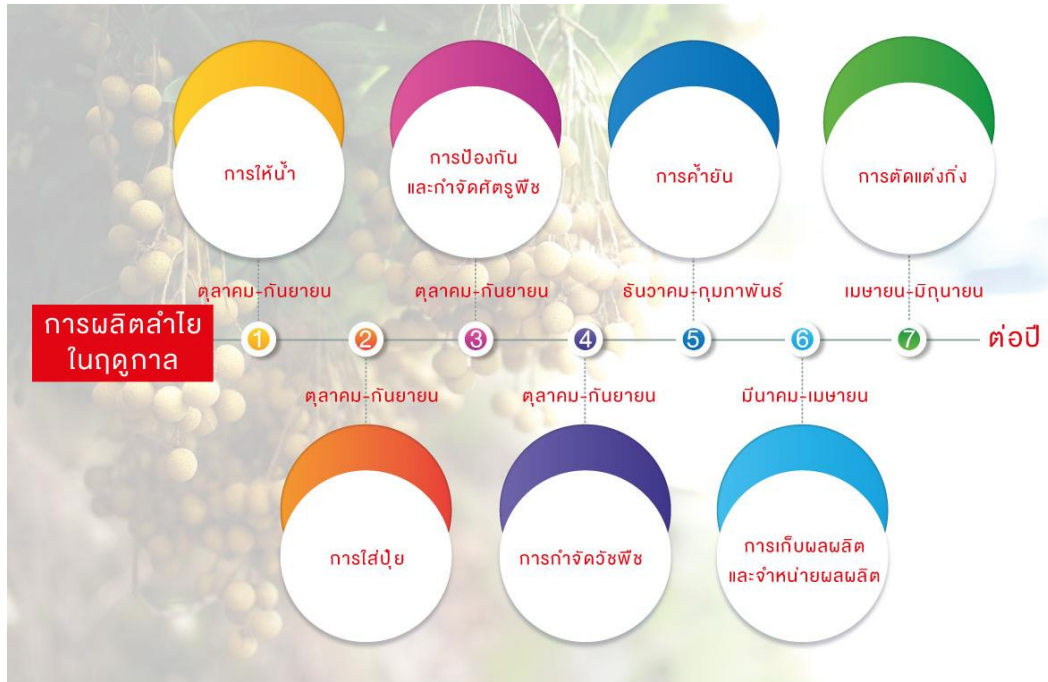 การผลิตลำไย
ในฤดูกาล
การให้น้ำ
ตุลาคม-กันยายน
1
2
ตุลาคม-กันยายน
การใส่ปุ๋ย
การป้องกัน
และกำจัดศัตรูพืช
ตุลาคม-กันยายน
3
4
ตุลาคม-กันยายน
การกำจัดวัชพืช
การค้ำยัน
ธันวาคม-กุมภาพันธ์
5
6
มีนาคม-เมษายน
การเก็บผลผลิต
และจำหน่ายผลผลิต
การตัดแต่งกิ่ง
เมษายน-มิถุนายน
7
ต่อปี